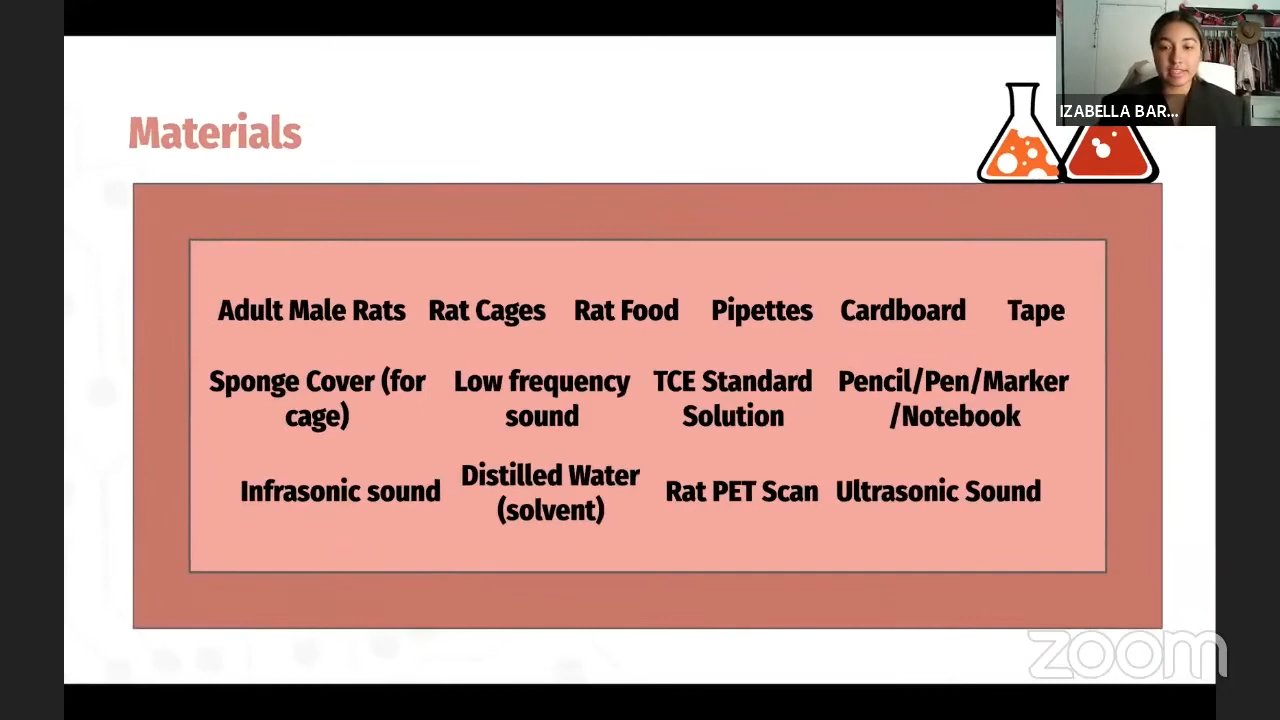 IZABELLA BAR...
Materials
Adult Male Rats Rat Cages Rat Food Pipettes Cardboard Tape
Sponge Cover (for
cage)
Low frequency
sound
TCE Standard
Solution
Pencil/Pen/Marker
/Notebook
Infrasonic sound
Distilled Water
(solvent)
Rat PET Scan
Ultrasonic Sound
zoom